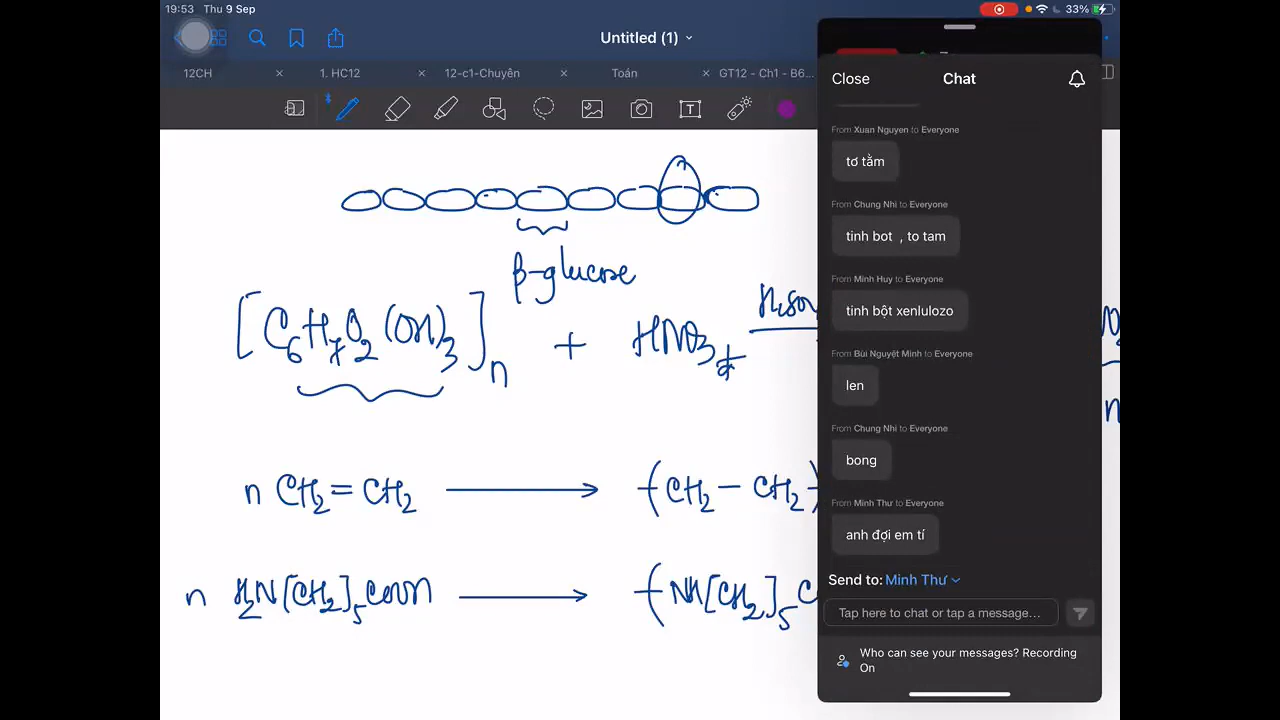 19:53 Thu 9 Sep
33%
Untitled (1)
12CH
1. HC12
12-c1-Chuyên
Toán
GT12 - Ch1 - B6...
β-glucose
[C6H7O2(OH)3]n + HNO3
n CH2=CH2 → (CH2-CH2)
n H2N[CH2]5COOH → (NH[CH2]5C
Close
Chat
From Xuan Nguyen to Everyone
tơ tằm
From Chung Nhi to Everyone
tinh bot , to tam
From Minh Huy to Everyone
tinh bột xenlulozo
From Bùi Nguyệt Minh to Everyone
len
From Chung Nhi to Everyone
bong
From Minh Thư to Everyone
anh đợi em tí
Send to: Minh Thư
Tap here to chat or tap a message...
Who can see your messages? Recording
On